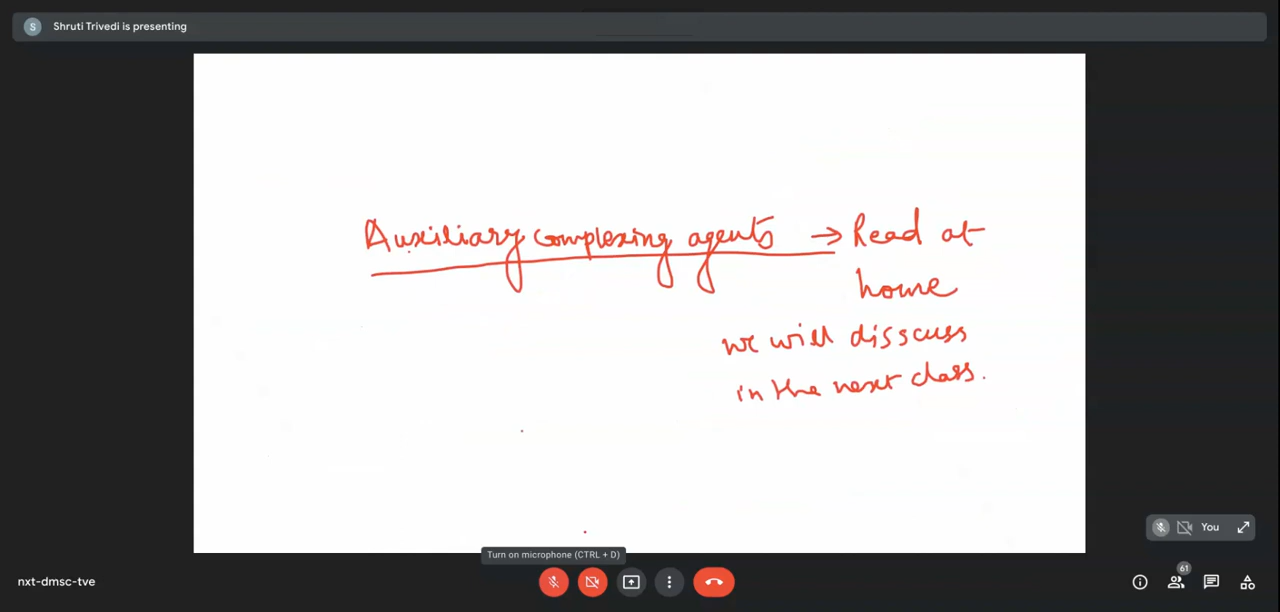 S Shruti Trivedi is presenting
Auxiliary complexing agents → Read at
home
we will disscuss
in the next class.
You
Turn on microphone (CTRL + D)
nxt-dmsc-tve
61